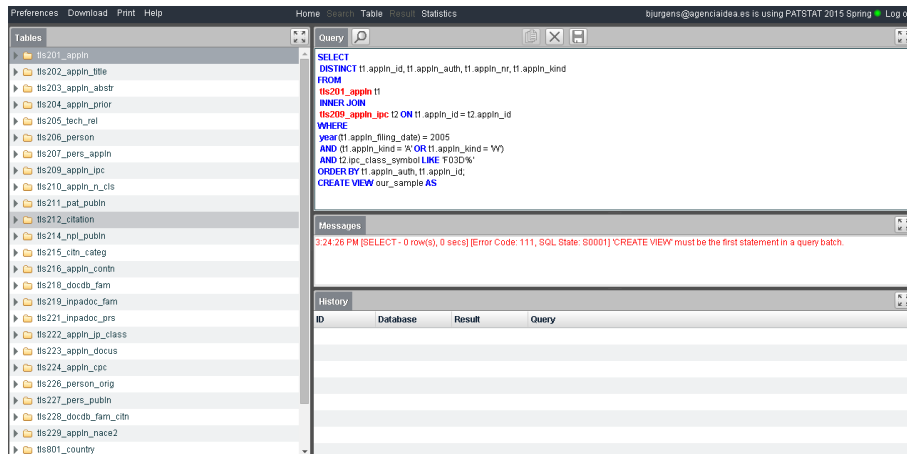 Preferences Download Print Help Home Search Table Result Statistics bjurgens@agenciaidea.es is using PATSTAT 2015 Spring Log o
Tables
tls201_appln
tls202_appln_title
tls203_appln_abstr
tls204_appln_prior
tls205_tech_rel
tls206_person
tls207_pers_appln
tls209_appln_ipc
tls210_appln_n_cls
tls211_pat_publn
tls212_citation
tls214_npl_publn
tls215_citn_categ
tls216_appln_contn
tls218_docdb_fam
tls219_inpadoc_fam
tls221_inpadoc_prs
tls222_appln_jp_class
tls223_appln_docus
tls224_appln_cpc
tls226_person_orig
tls227_pers_publn
tls228_docdb_fam_citn
tls229_appln_nace2
tls801_country
Query
SELECT
DISTINCT t1.appln_id, t1.appln_auth, t1.appln_nr, t1.appln_kind
FROM
tls201_appln t1
INNER JOIN
tls209_appln_ipc t2 ON t1.appln_id = t2.appln_id
WHERE
year(t1.appln_filing_date) = 2005
AND (t1.appln_kind = 'A' OR t1.appln_kind = 'W')
AND t2.ipc_class_symbol LIKE 'F03D%'
ORDER BY t1.appln_auth, t1.appln_id;
CREATE VIEW our_sample AS
Messages
3:24:26 PM [SELECT - 0 row(s), 0 secs] [Error Code: 111, SQL State: S0001] 'CREATE VIEW' must be the first statement in a query batch.
History
ID Database Result Query